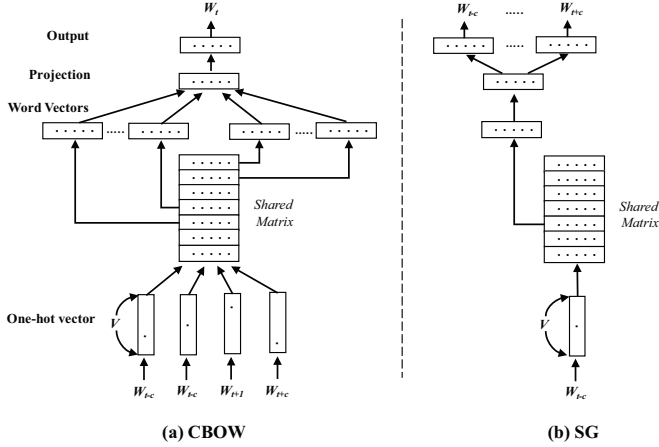 W_t
Output
Projection
Word Vectors
Shared
Matrix
One-hot vector
V
W_{t-c} W_{t-c} W_{t+1} W_{t+c}
(a) CBOW
W_{t-c} ..... W_{t+c}
Shared
Matrix
V
W_{t-c}
(b) SG